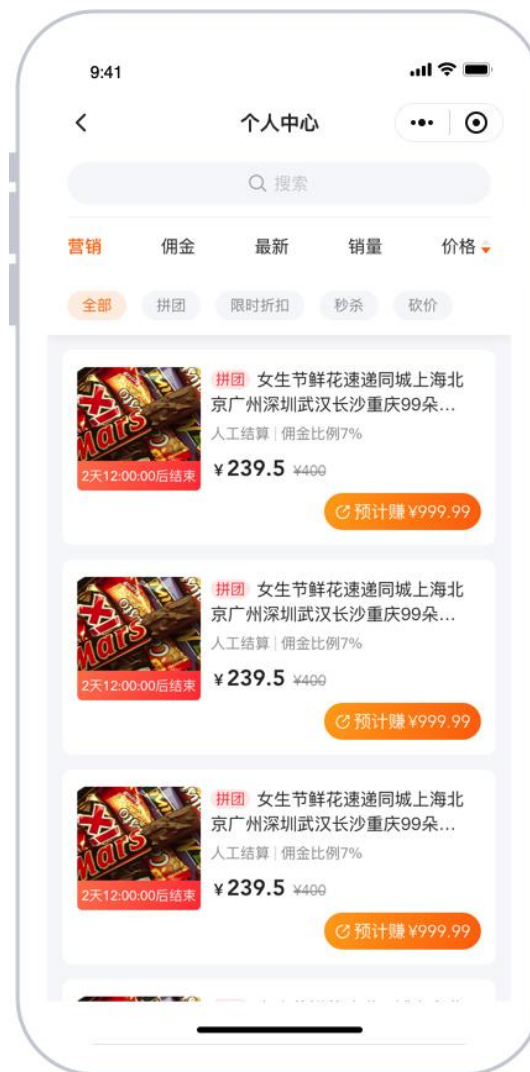 9:41
个人中心
搜索
营销 佣金 最新 销量 价格
全部 拼团 限时折扣 秒杀 砍价
拼团 女生节鲜花速递同城上海北
京广州深圳武汉长沙重庆99朵...
人工结算 | 佣金比例7%
2天12:00:00后结束
¥239.5 ¥400
预计赚¥999.99
拼团 女生节鲜花速递同城上海北
京广州深圳武汉长沙重庆99朵...
人工结算 | 佣金比例7%
2天12:00:00后结束
¥239.5 ¥400
预计赚¥999.99
拼团 女生节鲜花速递同城上海北
京广州深圳武汉长沙重庆99朵...
人工结算 | 佣金比例7%
2天12:00:00后结束
¥239.5 ¥400
预计赚¥999.99